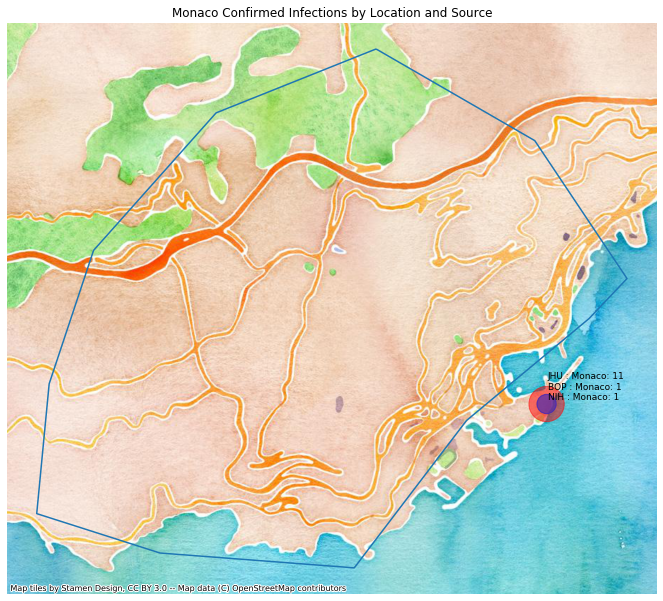 Monaco Confirmed Infections by Location and Source
JHU : Monaco: 11
BOP : Monaco: 1
NIH : Monaco: 1
Map tiles by Stamen Design, CC BY 3.0 -- Map data (C) OpenStreetMap contributors